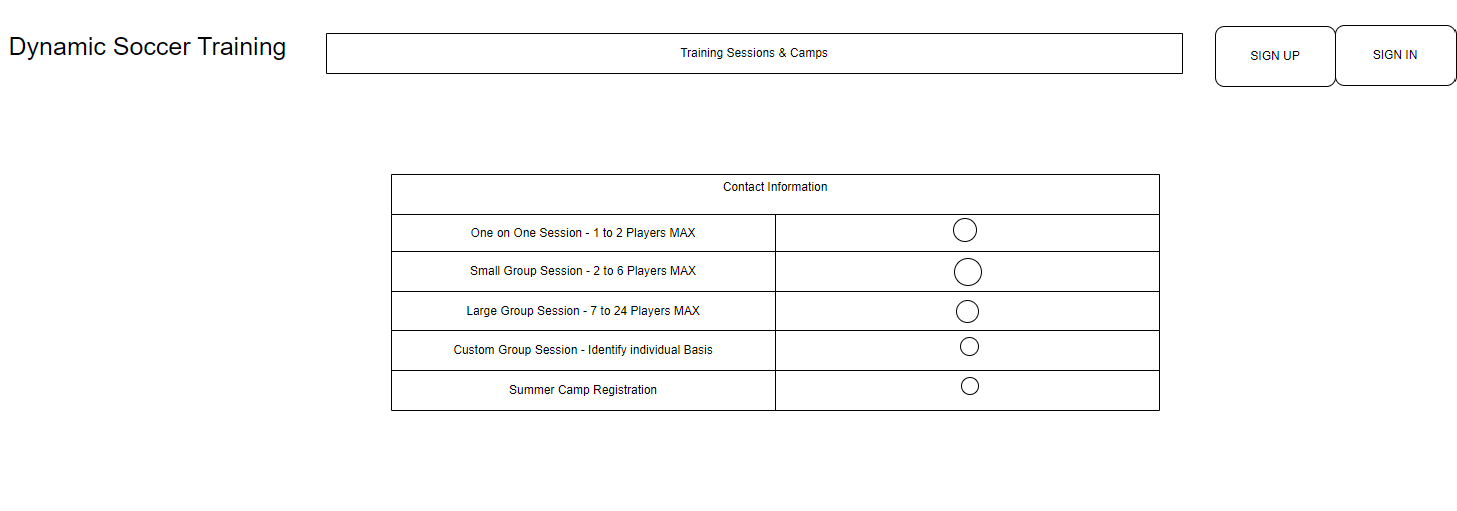 Dynamic Soccer Training
Training Sessions & Camps
SIGN UP
SIGN IN
Contact Information
One on One Session - 1 to 2 Players MAX
Small Group Session - 2 to 6 Players MAX
Large Group Session - 7 to 24 Players MAX
Custom Group Session - Identify individual Basis
Summer Camp Registration